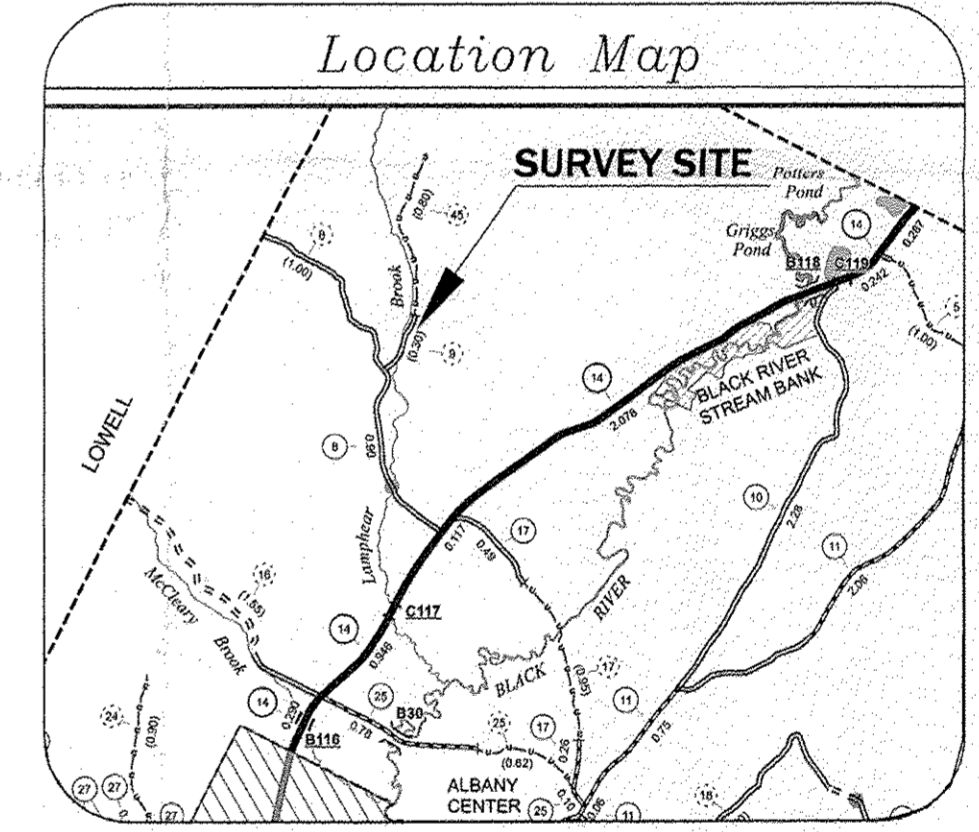 Location Map
SURVEY SITE
Potters
Pond
Griggs
Pond
B118
C119
14
0.287
0.242
5
(1.00)
45
(0.80)
8
(1.00)
Brook
9
(0.30)
14
2.078
BLACK RIVER
STREAM BANK
LOWELL
8
0.90
10
2.28
11
2.06
17
0.49
0.117
Lamphear
C117
14
0.946
RIVER
BLACK
McCleary
Brook
16
(1.55)
17
(0.95)
11
0.75
14
0.290
B116
25
0.78
B30
25
(0.62)
17
0.26
24
(0.90)
27
27
0.
27
ALBANY
CENTER
25
0.10
0.06
11
18